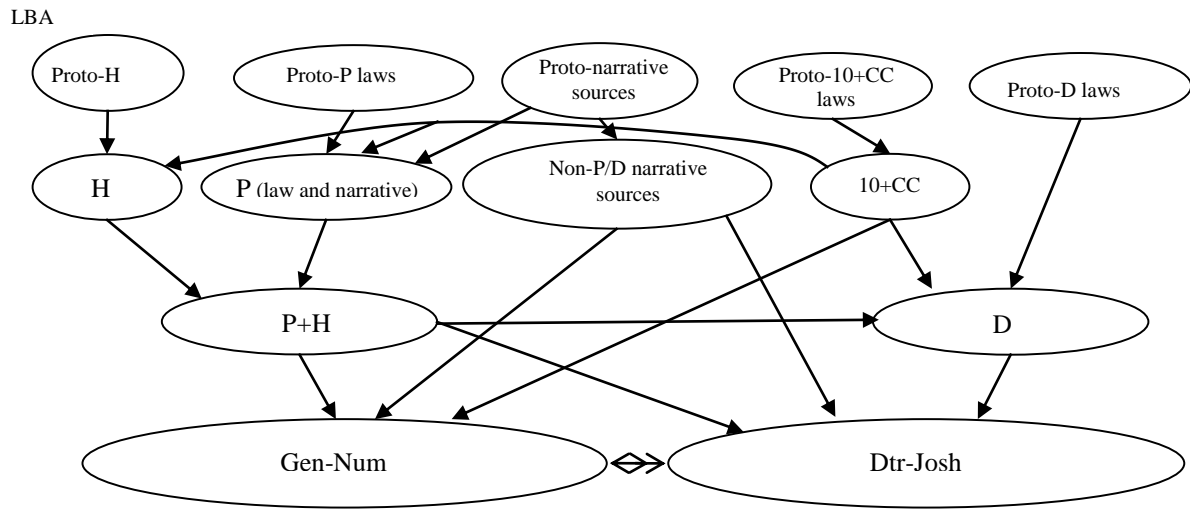 LBA
Proto-H
Proto-P laws
Proto-narrative
sources
Proto-10+CC
laws
Proto-D laws
H
P (law and narrative)
Non-P/D narrative
sources
10+CC
P+H
D
Gen-Num
Dtr-Josh